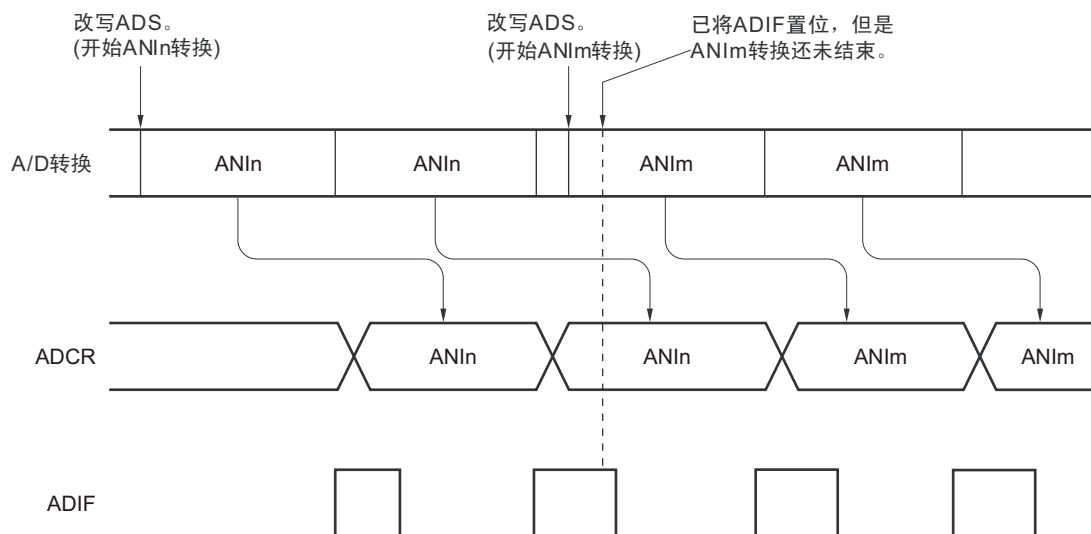 改写ADS。
(开始ANIn转换)
改写ADS。
(开始ANIm转换)
已将ADIF置位，但是
ANIm转换还未结束。
A/D转换
ANIn
ANIn
ANIm
ANIm
ADCR
ANIn
ANIn
ANIm
ANIm
ADIF